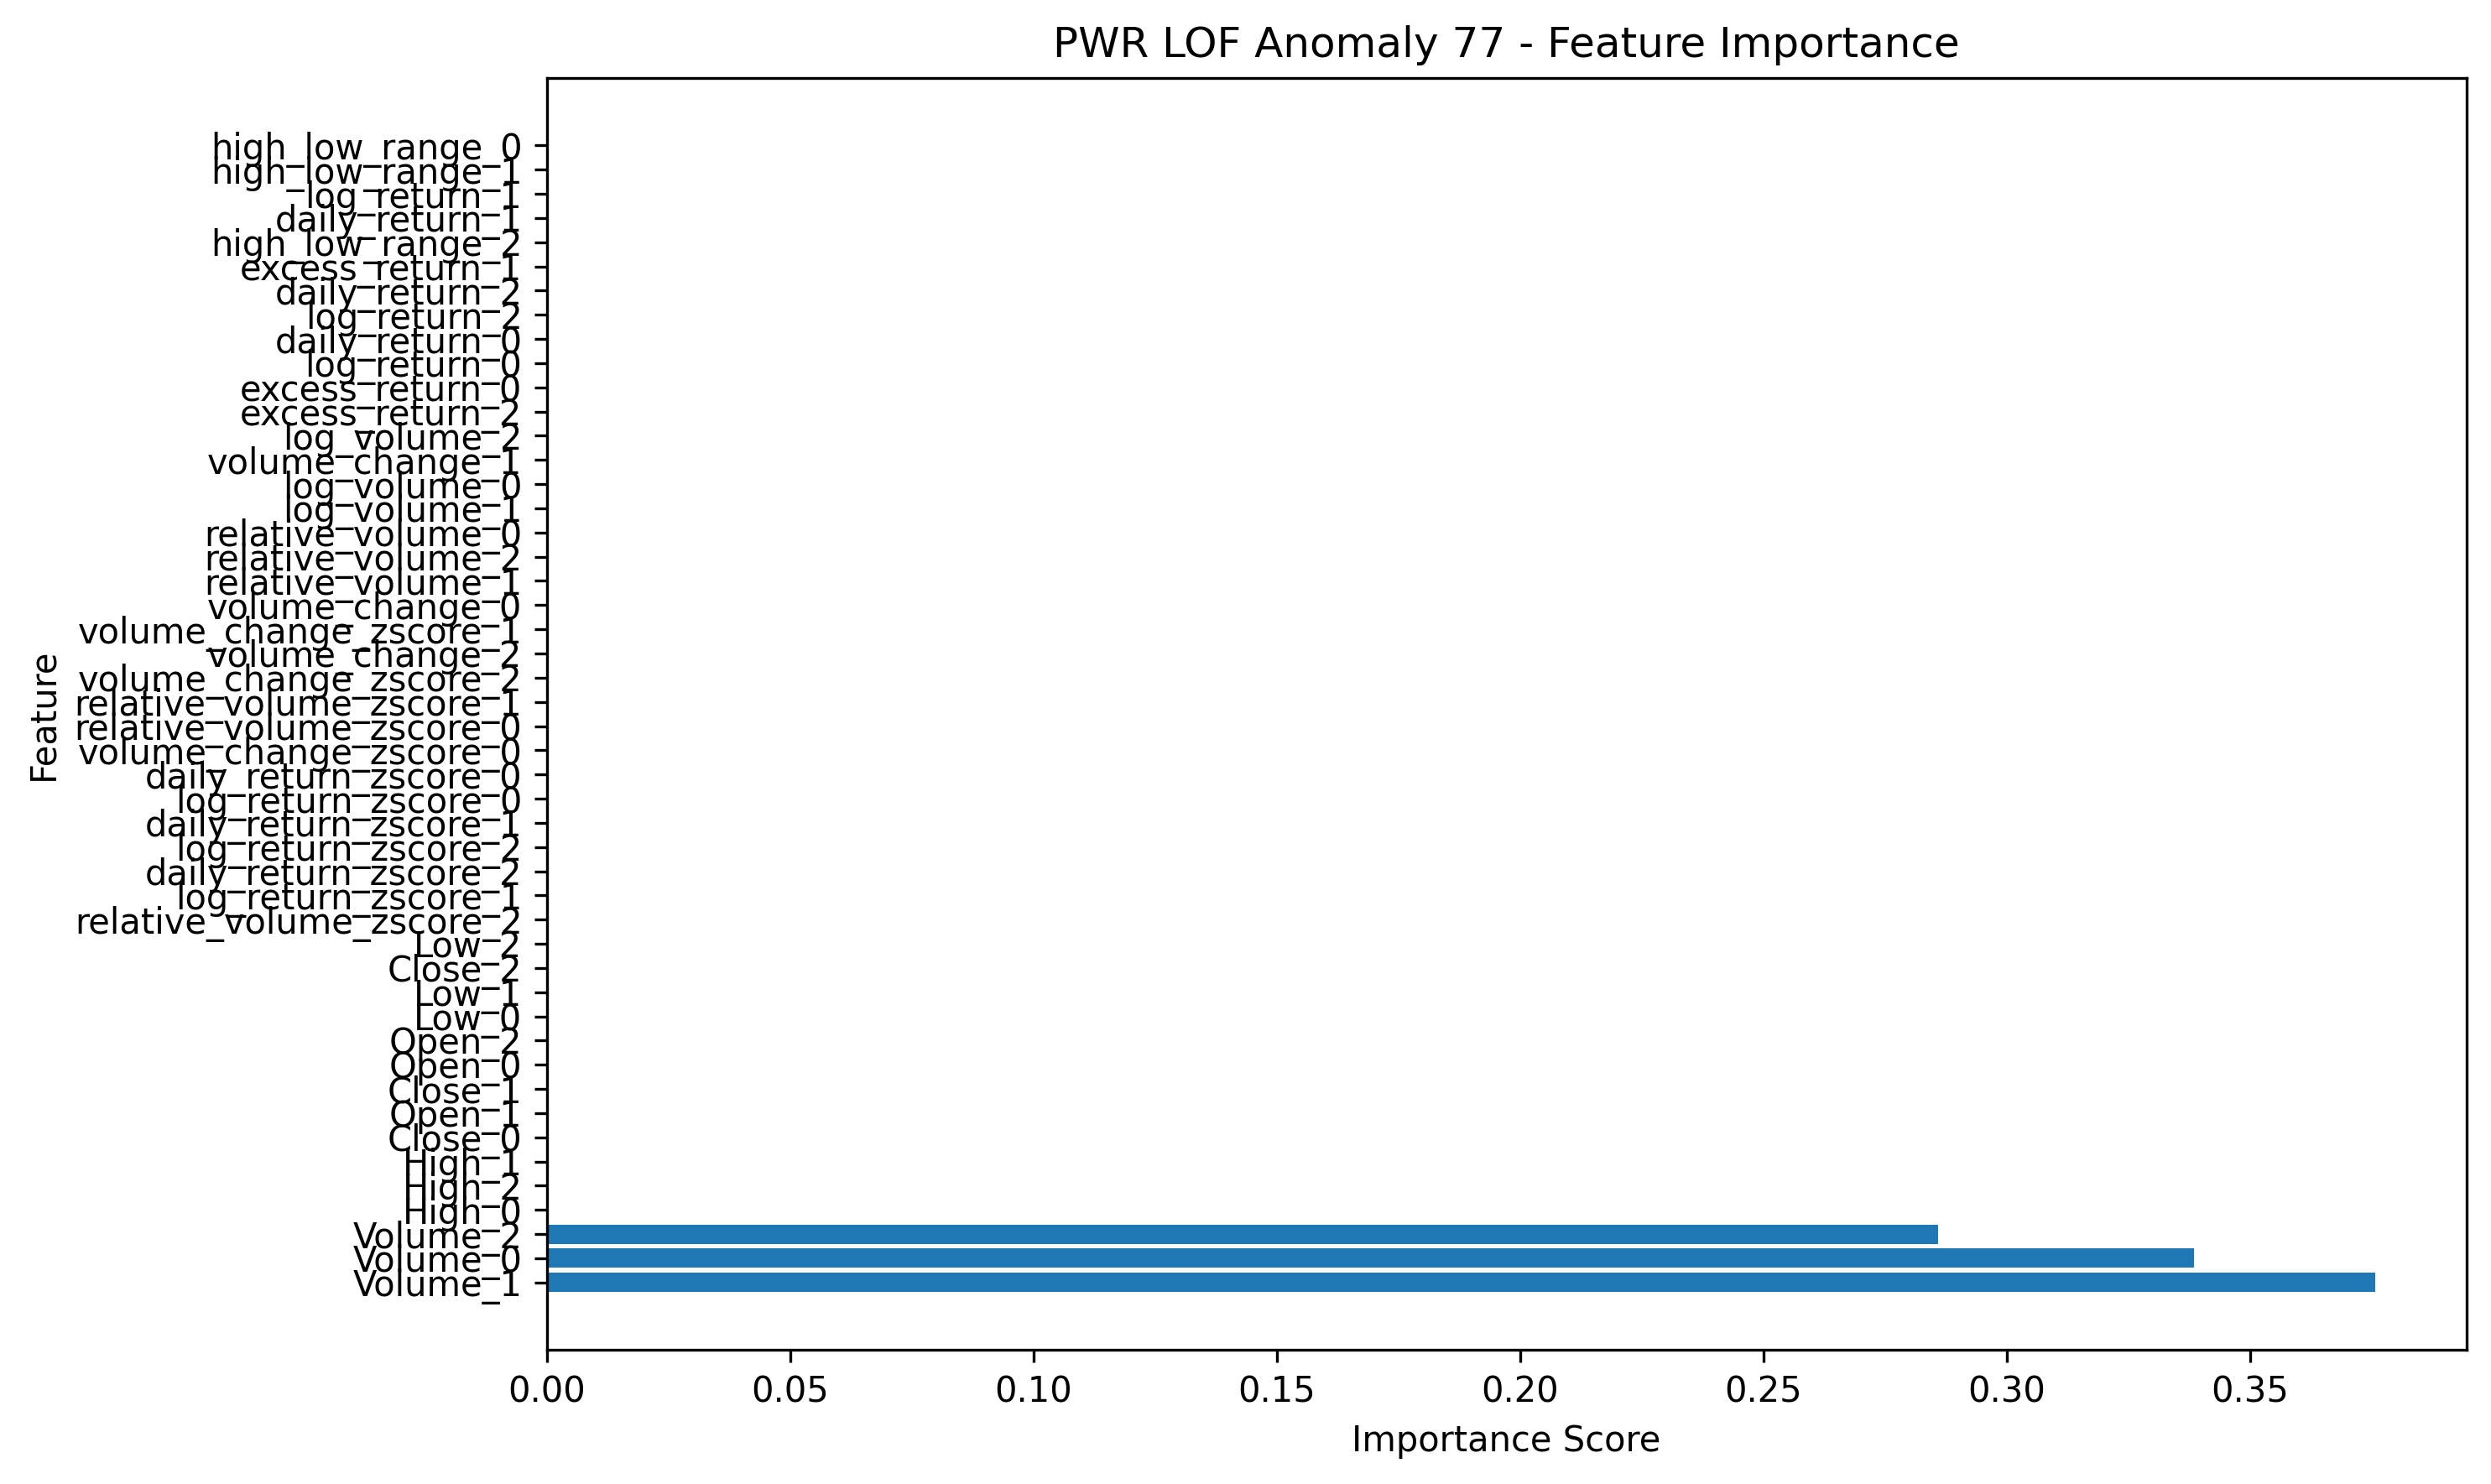 PWR LOF Anomaly 77 - Feature Importance
high_low_range_0
high_low_range_1
log_return_1
daily_return_1
high_low_range_2
excess_return_1
daily_return_2
log_return_2
daily_return_0
log_return_0
excess_return_0
excess_return_2
log_volume_2
volume_change_1
log_volume_0
log_volume_1
relative_volume_0
relative_volume_2
relative_volume_1
volume_change_0
volume_change_zscore_1
volume_change_2
volume_change_zscore_2
relative_volume_zscore_1
relative_volume_zscore_0
volume_change_zscore_0
daily_return_zscore_0
log_return_zscore_0
daily_return_zscore_1
log_return_zscore_2
daily_return_zscore_2
log_return_zscore_1
relative_volume_zscore_2
Low_2
Close_2
Low_1
Low_0
Open_2
Open_0
Close_1
Open_1
Close_0
High_1
High_2
High_0
Volume_2
Volume_0
Volume_1
Feature
0.00 0.05 0.10 0.15 0.20 0.25 0.30 0.35
Importance Score